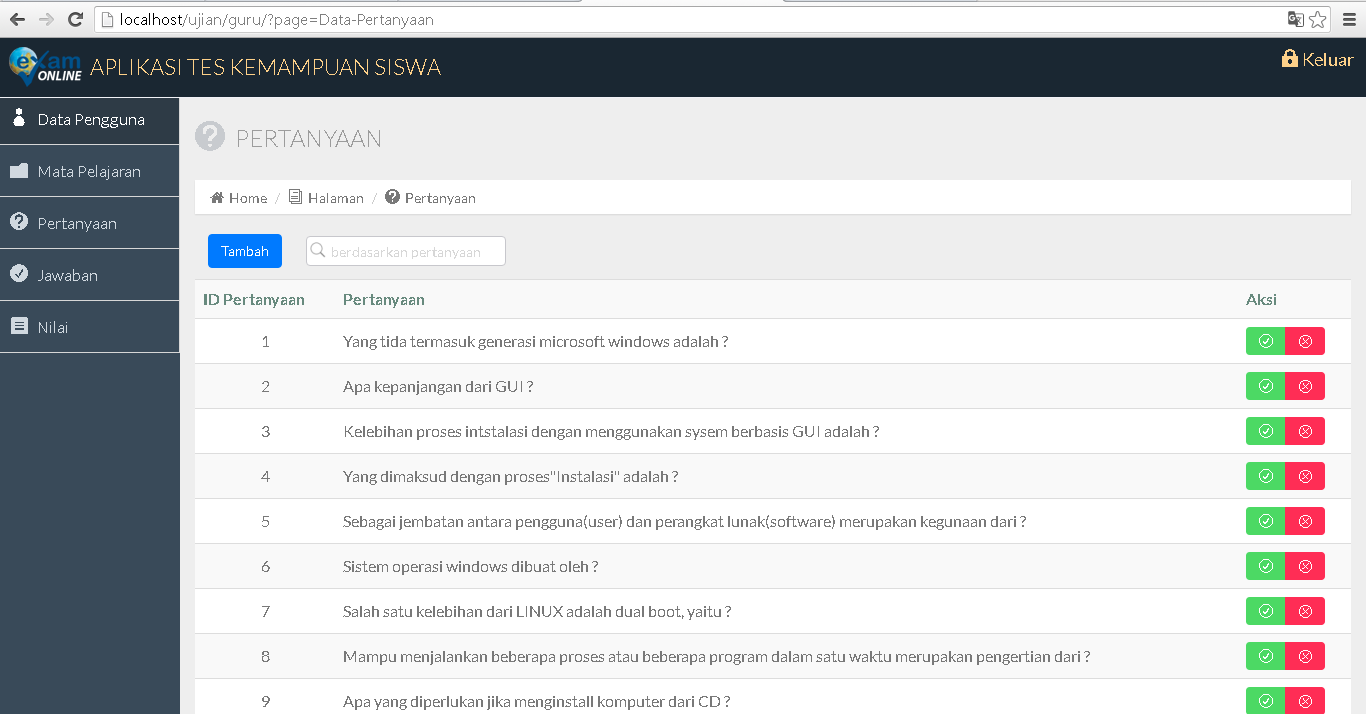 localhost/ujian/guru/?page=Data-Pertanyaan
eXam ONLINE APLIKASI TES KEMAMPUAN SISWA
Keluar
Data Pengguna
Mata Pelajaran
Pertanyaan
Jawaban
Nilai
PERTANYAAN
Home / Halaman / Pertanyaan
Tambah berdasarkan pertanyaan
ID Pertanyaan Pertanyaan Aksi
1 Yang tida termasuk generasi microsoft windows adalah ?
2 Apa kepanjangan dari GUI ?
3 Kelebihan proses intstalasi dengan menggunakan sysem berbasis GUI adalah ?
4 Yang dimaksud dengan proses"Instalasi" adalah ?
5 Sebagai jembatan antara pengguna(user) dan perangkat lunak(software) merupakan kegunaan dari ?
6 Sistem operasi windows dibuat oleh ?
7 Salah satu kelebihan dari LINUX adalah dual boot, yaitu ?
8 Mampu menjalankan beberapa proses atau beberapa program dalam satu waktu merupakan pengertian dari ?
9 Apa yang diperlukan jika menginstall komputer dari CD ?